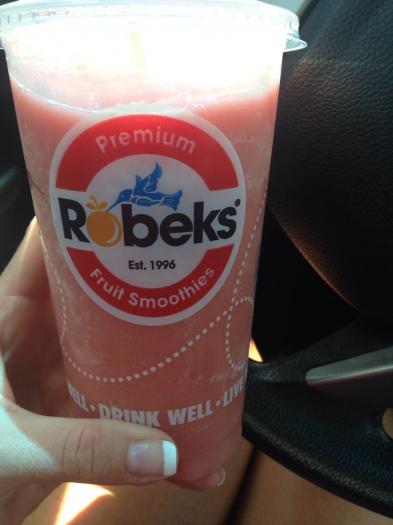 Premium
Robeks®
Est. 1996
Fruit Smoothies
DRINK WELL·